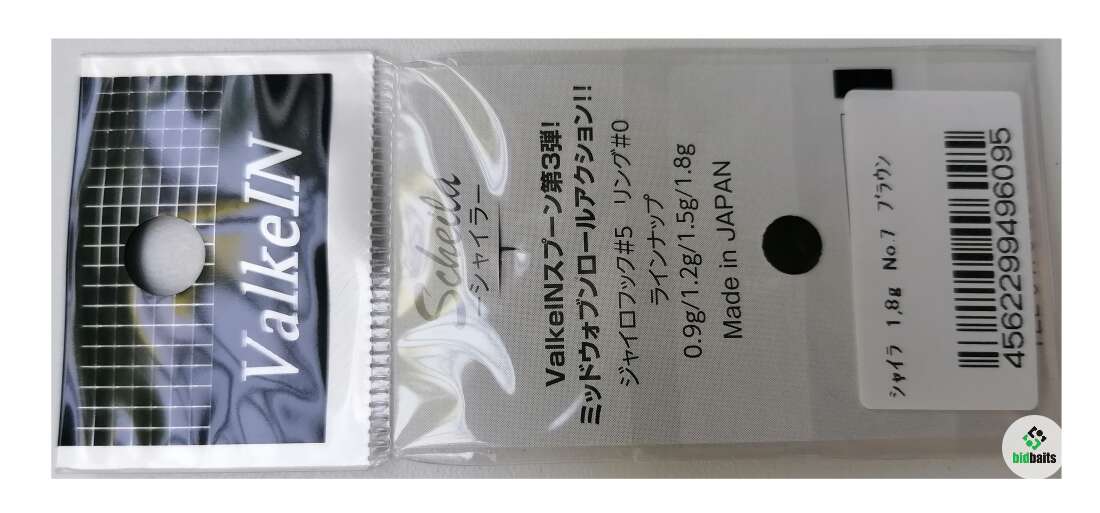 ValkeIN
Scheila
ーシャイラー
ValkeINスプーン第3弾!
ミッドウォブンロールアクション!!
ジャイロフック#5 リング#0
ラインナップ
0.9g/1.2g/1.5g/1.8g
Made in JAPAN
ｼｬｲﾗ 1,8g No.7 ﾌﾞﾗｳﾝ
4562299496095
bidbaits